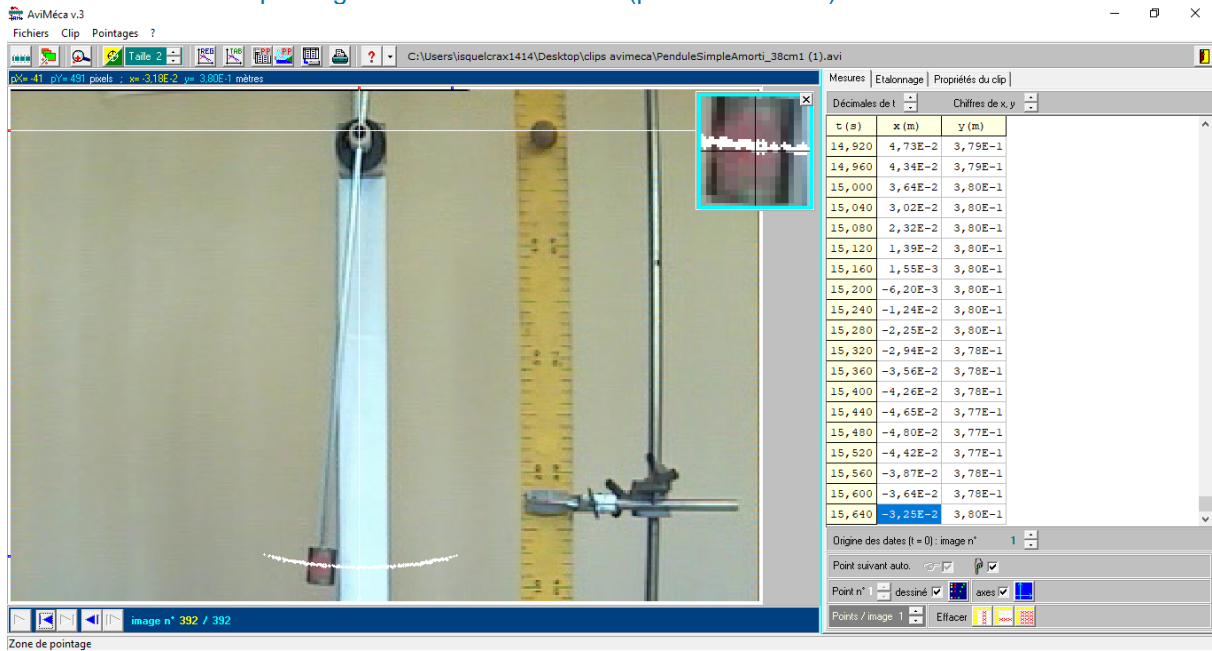 AviMéca v.3
Fichiers Clip Pointages ?
Taille 2
REG
TAB
?
C:\Users\isquelcrax1414\Desktop\clips avimeca\PenduleSimpleAmorti_38cm1 (1).avi
pX= -41 pY= 491 pixels ; x= -3,18E-2 y= 3,80E-1 mètres
Mesures Etalonnage Propriétés du clip
Décimales de t Chiffres de x, y
t (s) x (m) y (m)
14,920 4,73E-2 3,79E-1
14,960 4,34E-2 3,79E-1
15,000 3,64E-2 3,80E-1
15,040 3,02E-2 3,80E-1
15,080 2,32E-2 3,80E-1
15,120 1,39E-2 3,80E-1
15,160 1,55E-3 3,80E-1
15,200 -6,20E-3 3,80E-1
15,240 -1,24E-2 3,80E-1
15,280 -2,25E-2 3,80E-1
15,320 -2,94E-2 3,78E-1
15,360 -3,56E-2 3,78E-1
15,400 -4,26E-2 3,78E-1
15,440 -4,65E-2 3,77E-1
15,480 -4,80E-2 3,77E-1
15,520 -4,42E-2 3,77E-1
15,560 -3,87E-2 3,78E-1
15,600 -3,64E-2 3,78E-1
15,640 -3,25E-2 3,80E-1
Origine des dates (t = 0) : image n° 1
Point suivant auto.
Point n° 1 dessiné axes
Points / image 1 Effacer
image n° 392 / 392
Zone de pointage